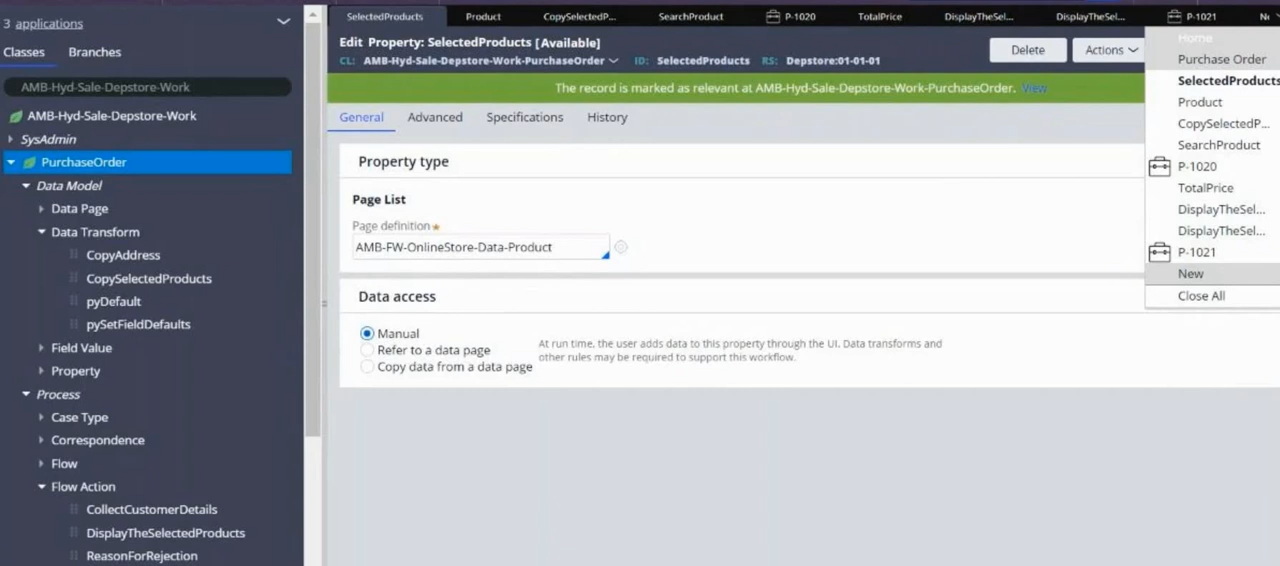 3 applications
Classes Branches
AMB-Hyd-Sale-Depstore-Work
AMB-Hyd-Sale-Depstore-Work
SysAdmin
PurchaseOrder
Data Model
Data Page
Data Transform
CopyAddress
CopySelectedProducts
pyDefault
pySetFieldDefaults
Field Value
Property
Process
Case Type
Correspondence
Flow
Flow Action
CollectCustomerDetails
DisplayTheSelectedProducts
ReasonForRejection
SelectedProducts Product CopySelectedP... SearchProduct P-1020 TotalPrice DisplayTheSel... DisplayTheSel... P-1021
Edit Property: SelectedProducts [Available]
CL: AMB-Hyd-Sale-Depstore-Work-PurchaseOrder ID: SelectedProducts RS: Depstore:01-01-01
Delete Actions
The record is marked as relevant at AMB-Hyd-Sale-Depstore-Work-PurchaseOrder. View
General Advanced Specifications History
Property type
Page List
Page definition
AMB-FW-OnlineStore-Data-Product
Data access
Manual
Refer to a data page
Copy data from a data page
At run time, the user adds data to this property through the UI. Data transforms and
other rules may be required to support this workflow.
Home
Purchase Order
SelectedProducts
Product
CopySelectedP...
SearchProduct
P-1020
TotalPrice
DisplayTheSel...
DisplayTheSel...
P-1021
New
Close All